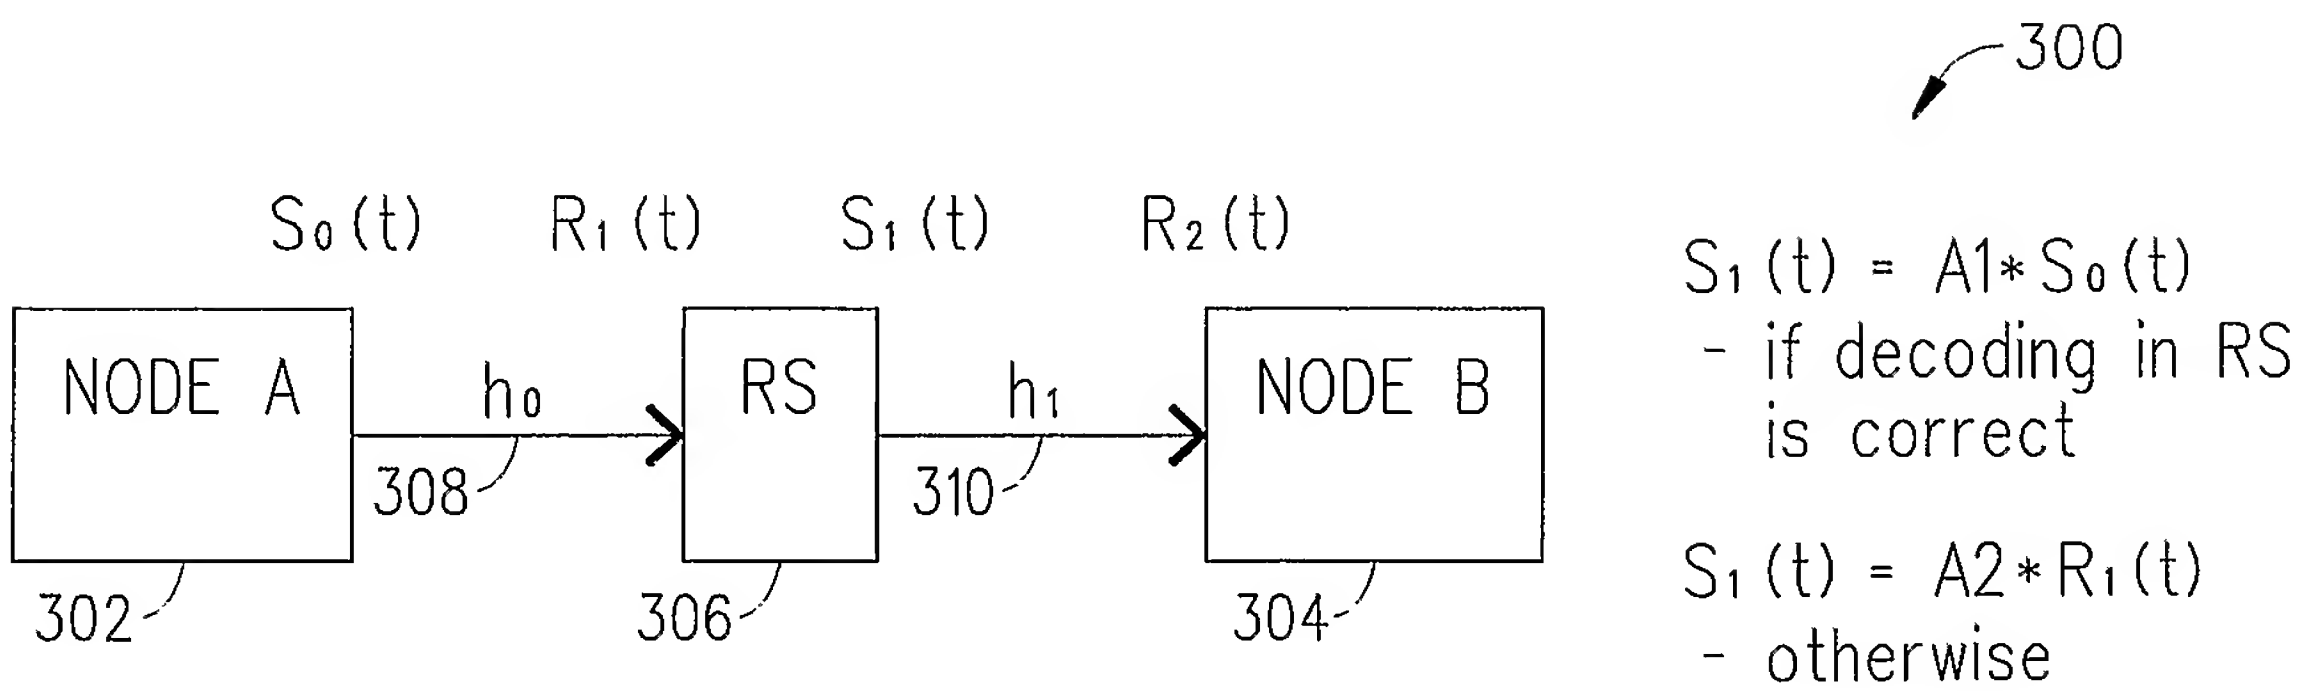 300
S₀(t) R₁(t) S₁(t) R₂(t)
NODE A h₀ RS h₁ NODE B
308 310
302 306 304
S₁(t) = A1*S₀(t)
- if decoding in RS
is correct
S₁(t) = A2*R₁(t)
- otherwise